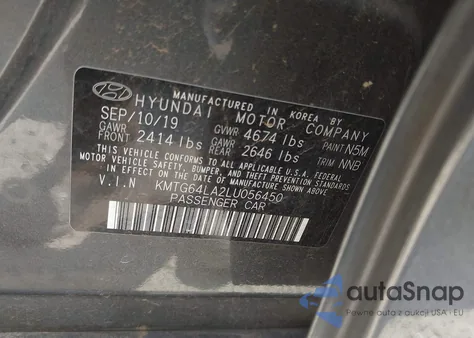 MANUFACTURED IN KOREA BY
HYUNDAI MOTOR COMPANY
SEP/10/19 GVWR 4674 lbs PAINT N5M
GAWR FRONT 2414 lbs GAWR REAR 2646 lbs TRIM NNB
THIS VEHICLE CONFORMS TO ALL APPLICABLE U.S.A. FEDERAL
MOTOR VEHICLE SAFETY, BUMPER, AND THEFT PREVENTION STANDARDS
IN EFFECT ON THE DATE OF MANUFACTURE SHOWN ABOVE.
V.I.N KMTG64LA2LU056450
PASSENGER CAR
autoSnap
Pewne auta z aukcji USA i EU